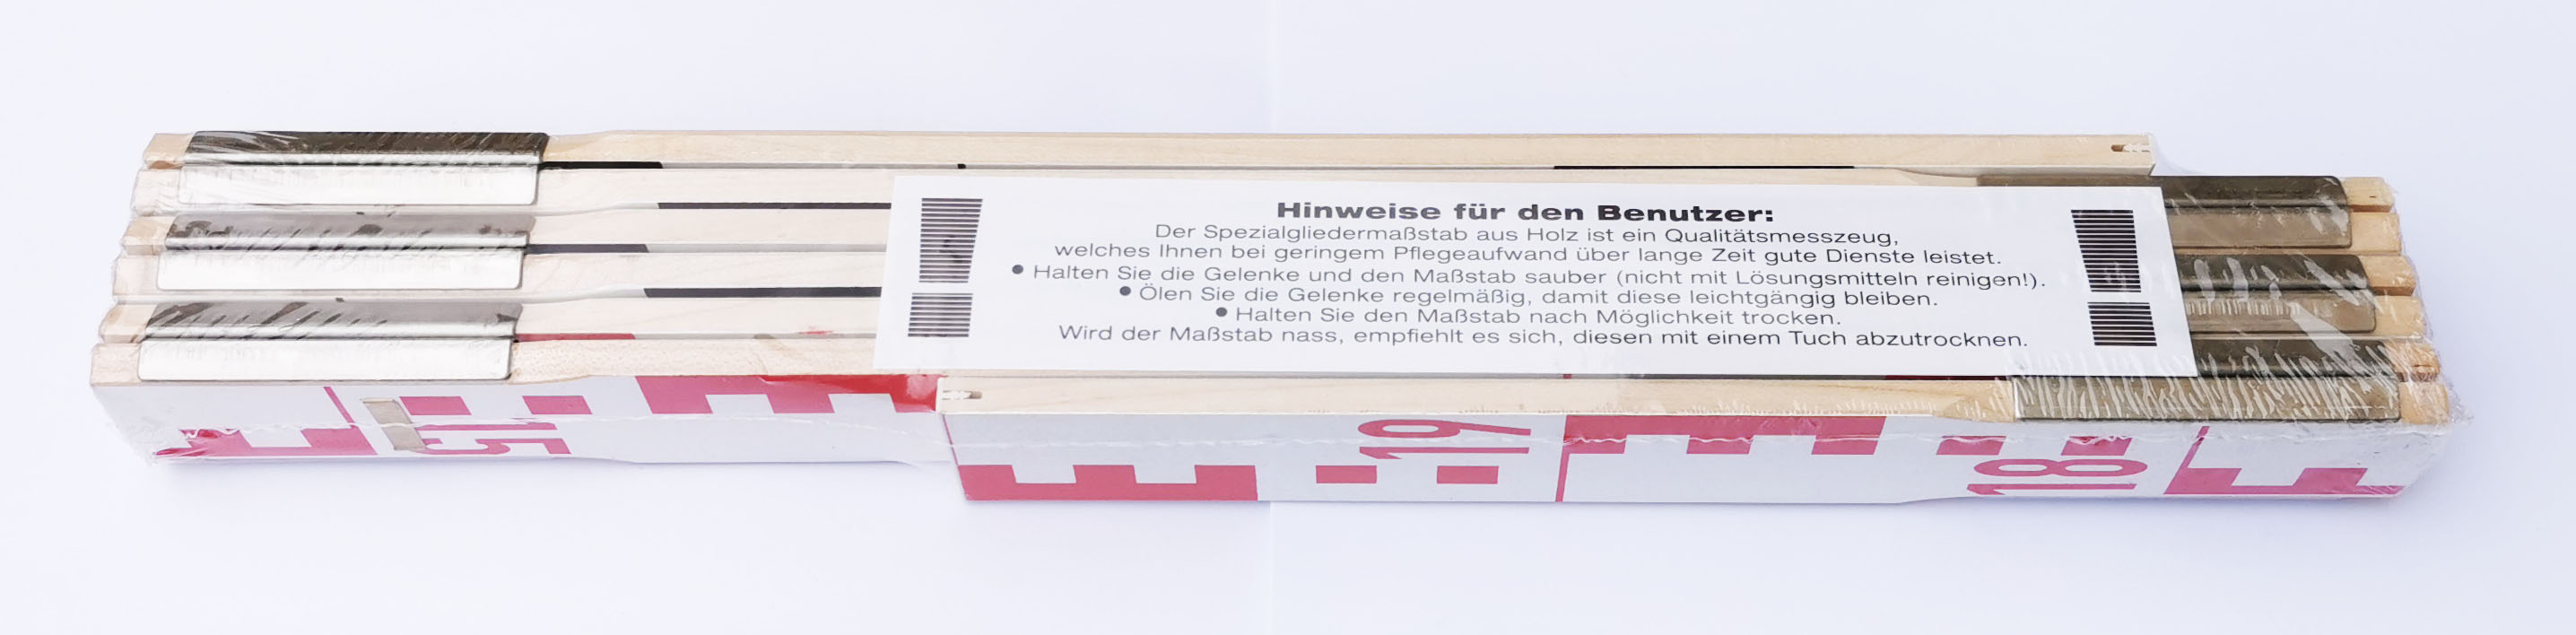 Hinweise für den Benutzer:
Der Spezialgliedermaßstab aus Holz ist ein Qualitätsmesszeug,
welches Ihnen bei geringem Pflegeaufwand über lange Zeit gute Dienste leistet.
• Halten Sie die Gelenke und den Maßstab sauber (nicht mit Lösungsmitteln reinigen!).
• Ölen Sie die Gelenke regelmäßig, damit diese leichtgängig bleiben.
• Halten Sie den Maßstab nach Möglichkeit trocken.
Wird der Maßstab nass, empfiehlt es sich, diesen mit einem Tuch abzutrocknen.
19
18